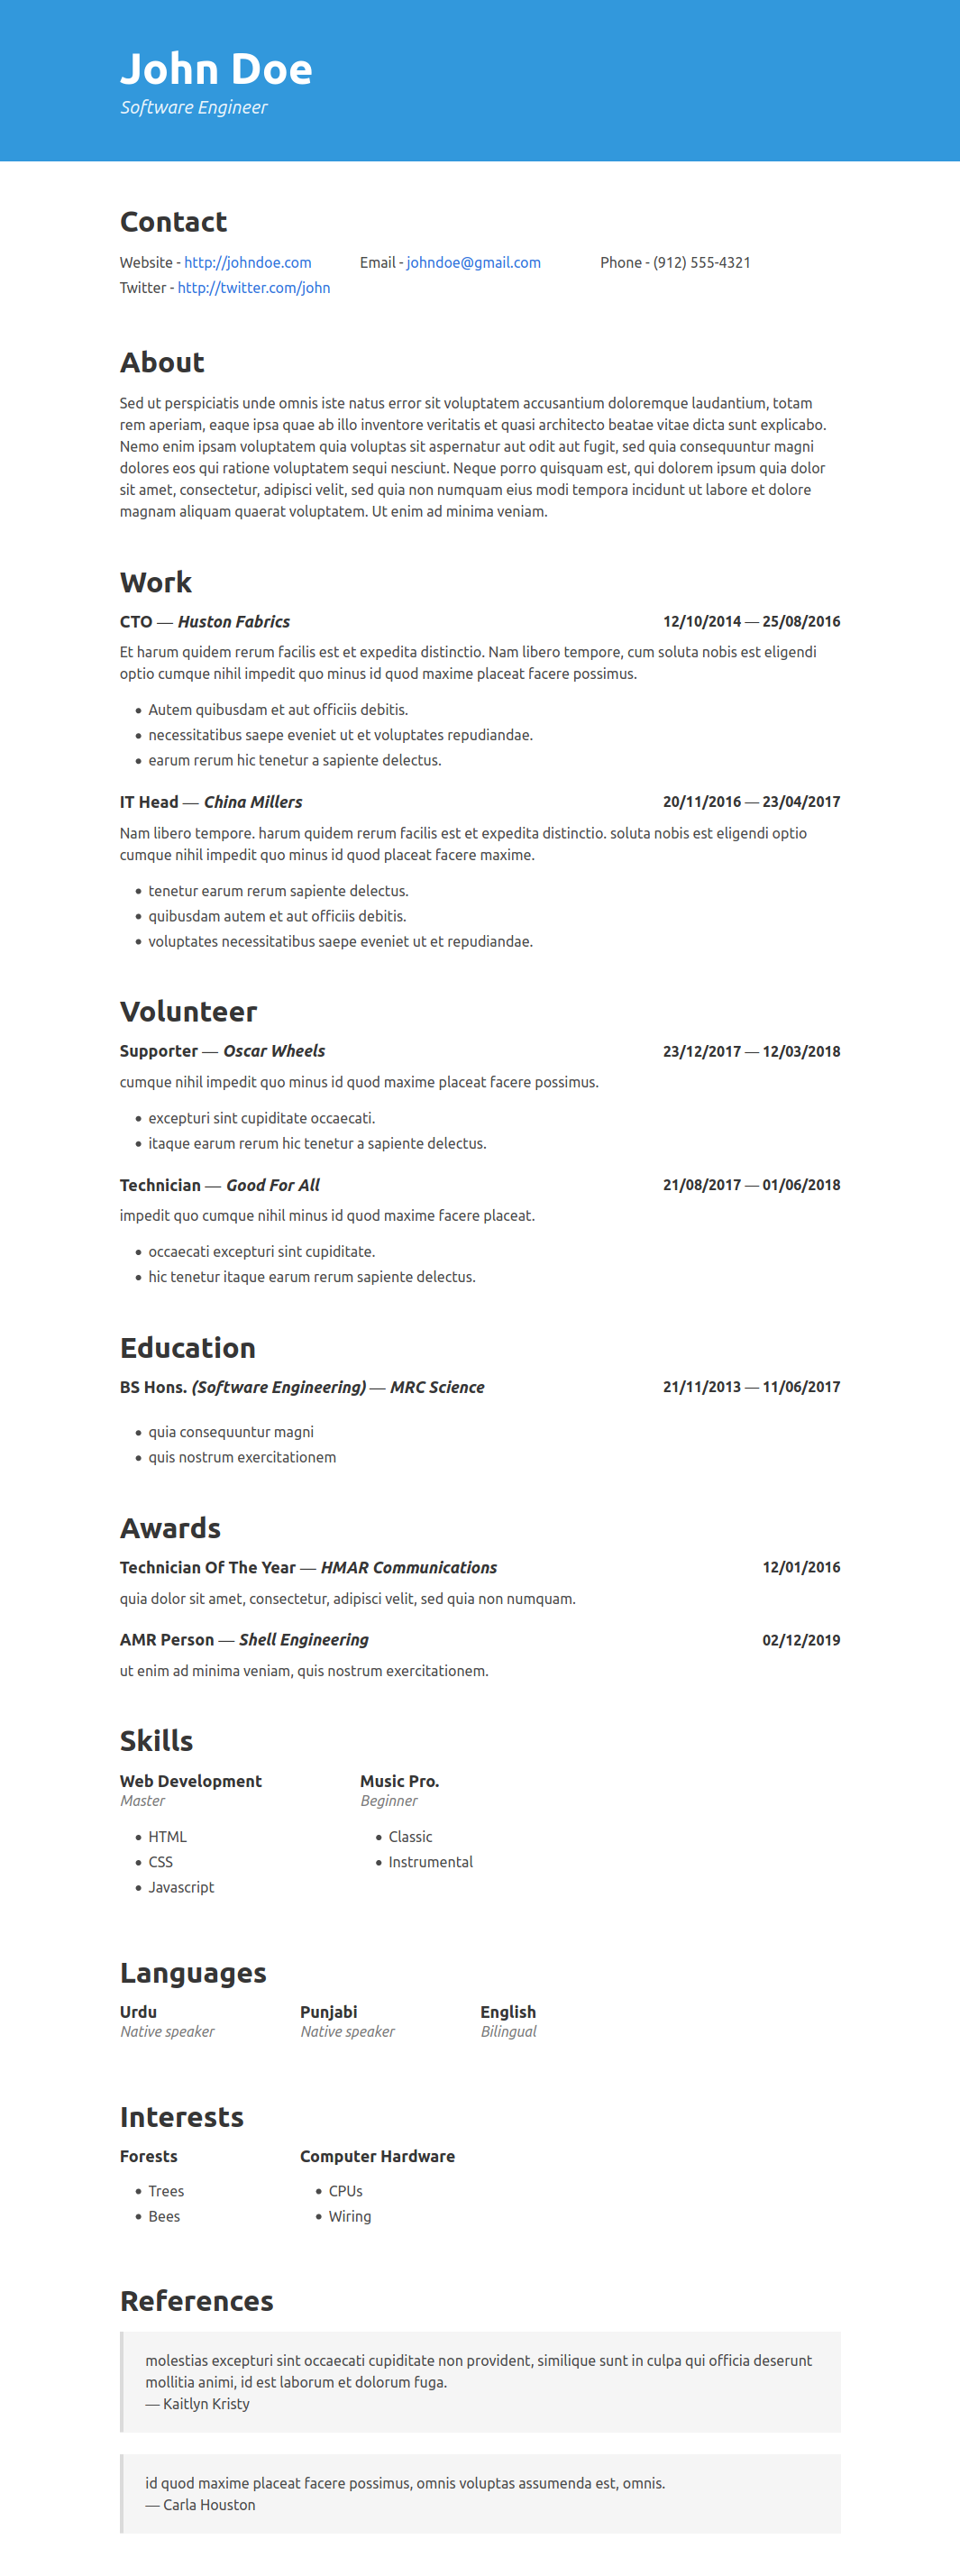 John Doe
Software Engineer
Contact
Website - http://johndoe.com Email - johndoe@gmail.com Phone - (912) 555-4321
Twitter - http://twitter.com/john
About
Sed ut perspiciatis unde omnis iste natus error sit voluptatem accusantium doloremque laudantium, totam
rem aperiam, eaque ipsa quae ab illo inventore veritatis et quasi architecto beatae vitae dicta sunt explicabo.
Nemo enim ipsam voluptatem quia voluptas sit aspernatur aut odit aut fugit, sed quia consequuntur magni
dolores eos qui ratione voluptatem sequi nesciunt. Neque porro quisquam est, qui dolorem ipsum quia dolor
sit amet, consectetur, adipisci velit, sed quia non numquam eius modi tempora incidunt ut labore et dolore
magnam aliquam quaerat voluptatem. Ut enim ad minima veniam.
Work
CTO — Huston Fabrics 12/10/2014 — 25/08/2016
Et harum quidem rerum facilis est et expedita distinctio. Nam libero tempore, cum soluta nobis est eligendi
optio cumque nihil impedit quo minus id quod maxime placeat facere possimus.
• Autem quibusdam et aut officiis debitis.
• necessitatibus saepe eveniet ut et voluptates repudiandae.
• earum rerum hic tenetur a sapiente delectus.
IT Head — China Millers 20/11/2016 — 23/04/2017
Nam libero tempore. harum quidem rerum facilis est et expedita distinctio. soluta nobis est eligendi optio
cumque nihil impedit quo minus id quod placeat facere maxime.
• tenetur earum rerum sapiente delectus.
• quibusdam autem et aut officiis debitis.
• voluptates necessitatibus saepe eveniet ut et repudiandae.
Volunteer
Supporter — Oscar Wheels 23/12/2017 — 12/03/2018
cumque nihil impedit quo minus id quod maxime placeat facere possimus.
• excepturi sint cupiditate occaecati.
• itaque earum rerum hic tenetur a sapiente delectus.
Technician — Good For All 21/08/2017 — 01/06/2018
impedit quo cumque nihil minus id quod maxime facere placeat.
• occaecati excepturi sint cupiditate.
• hic tenetur itaque earum rerum sapiente delectus.
Education
BS Hons. (Software Engineering) — MRC Science 21/11/2013 — 11/06/2017
• quia consequuntur magni
• quis nostrum exercitationem
Awards
Technician Of The Year — HMAR Communications 12/01/2016
quia dolor sit amet, consectetur, adipisci velit, sed quia non numquam.
AMR Person — Shell Engineering 02/12/2019
ut enim ad minima veniam, quis nostrum exercitationem.
Skills
Web Development Music Pro.
Master Beginner
• HTML • Classic
• CSS • Instrumental
• Javascript
Languages
Urdu Punjabi English
Native speaker Native speaker Bilingual
Interests
Forests Computer Hardware
• Trees • CPUs
• Bees • Wiring
References
molestias excepturi sint occaecati cupiditate non provident, similique sunt in culpa qui officia deserunt
mollitia animi, id est laborum et dolorum fuga.
— Kaitlyn Kristy
id quod maxime placeat facere possimus, omnis voluptas assumenda est, omnis.
— Carla Houston